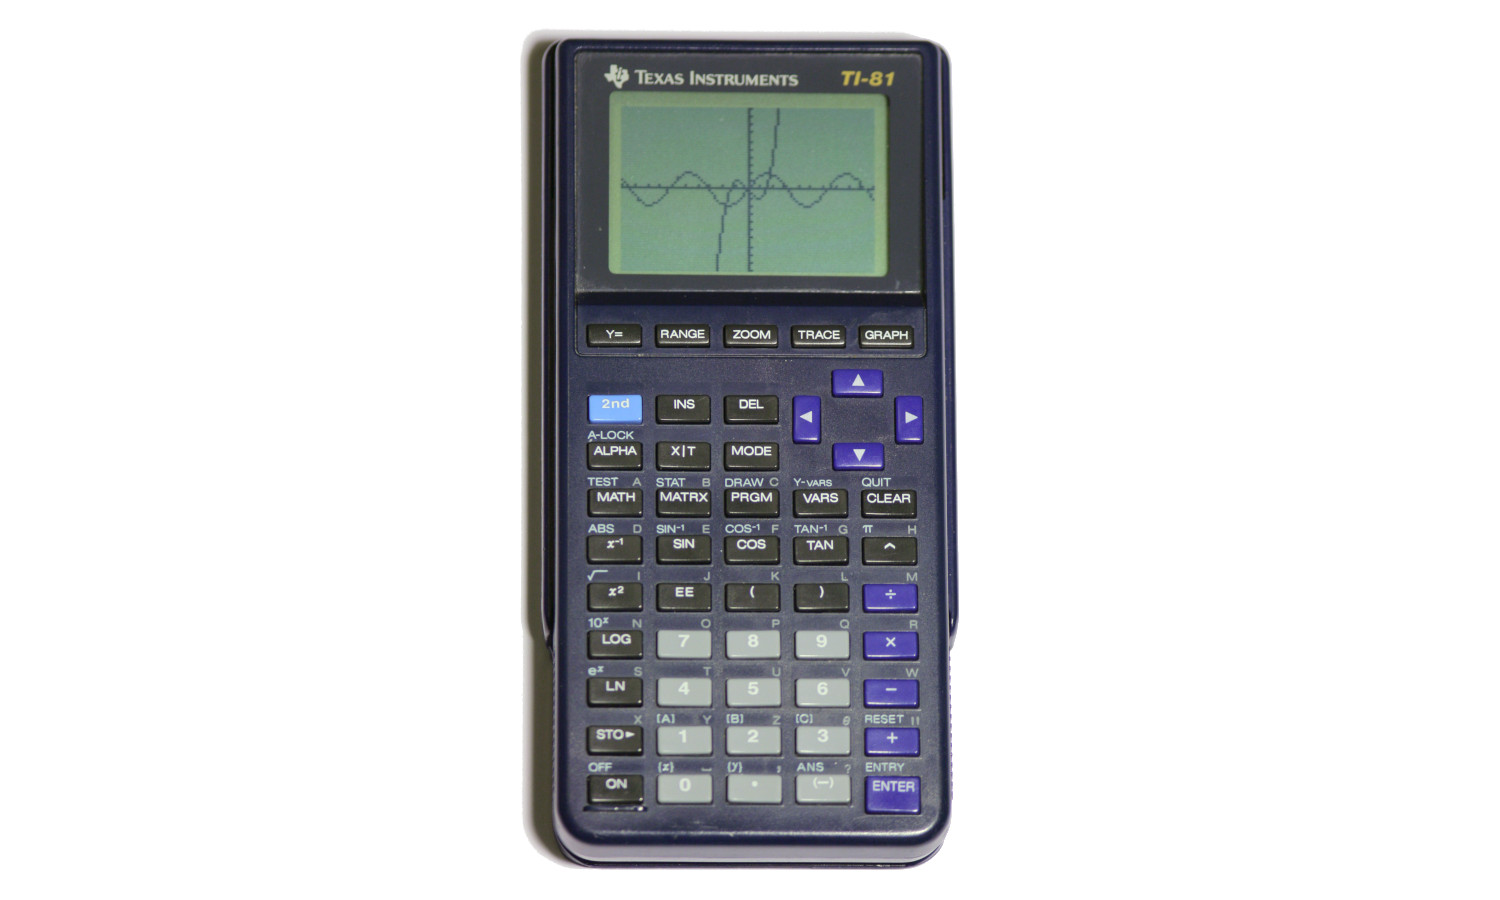 TEXAS INSTRUMENTS TI-81
Y= RANGE ZOOM TRACE GRAPH
▲
2nd INS DEL ◀ ▶
A-LOCK
ALPHA X|T MODE ▼
TEST A STAT B DRAW C Y-VARS QUIT
MATH MATRX PRGM VARS CLEAR
ABS D SIN⁻¹ E COS⁻¹ F TAN⁻¹ G π H
x⁻¹ SIN COS TAN ^
√ I J K L M
x² EE ( ) ÷
10ˣ N O P Q R
LOG 7 8 9 ×
eˣ S T U V W
LN 4 5 6 −
X [A] Y [B] Z [C] θ RESET "
STO▸ 1 2 3 +
OFF {x} ⎵ {y} , ANS ? ENTRY
ON 0 . (−) ENTER